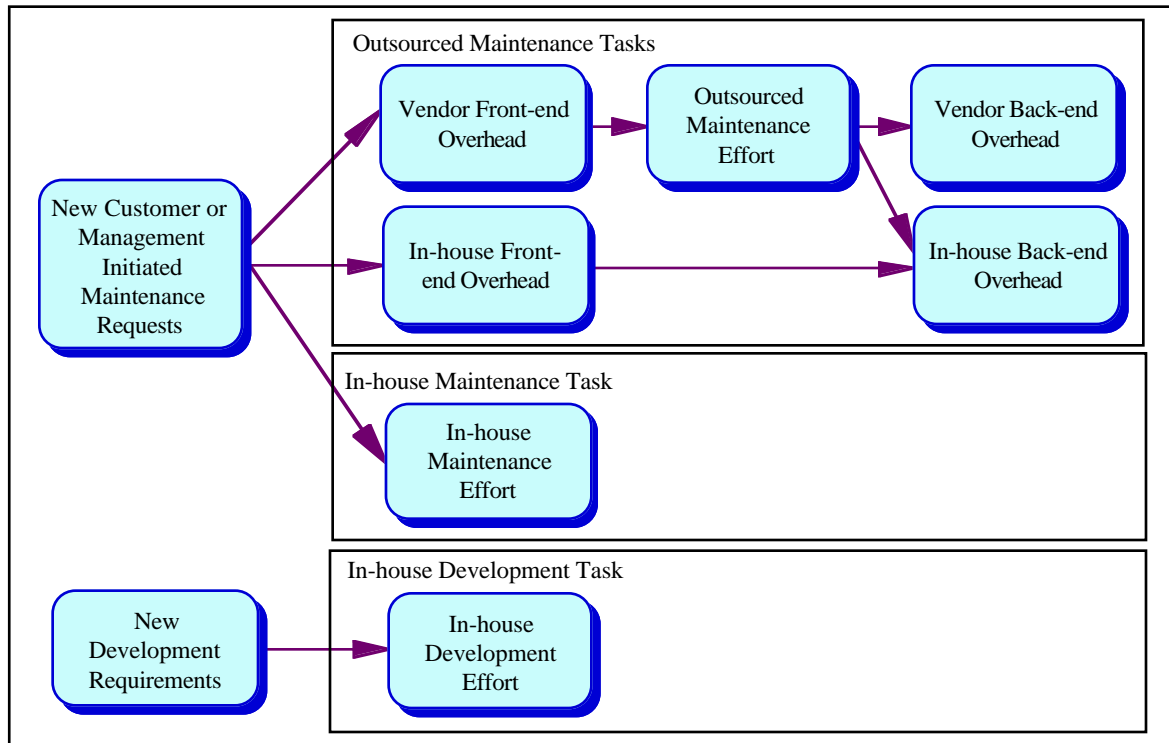 Outsourced Maintenance Tasks
Vendor Front-end
Overhead
Outsourced
Maintenance
Effort
Vendor Back-end
Overhead
New Customer or
Management
Initiated
Maintenance
Requests
In-house Front-
end Overhead
In-house Back-end
Overhead
In-house Maintenance Task
In-house
Maintenance
Effort
In-house Development Task
New
Development
Requirements
In-house
Development
Effort